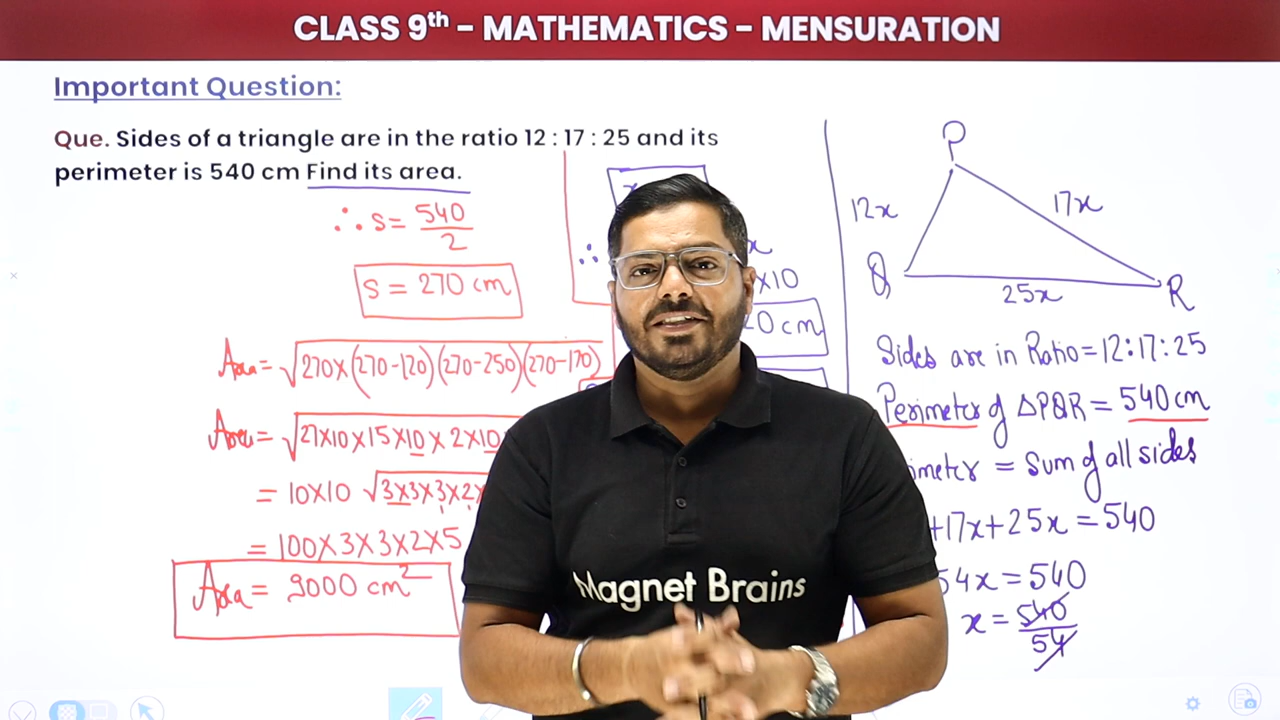 CLASS 9th - MATHEMATICS - MENSURATION
Important Question:
Que. Sides of a triangle are in the ratio 12 : 17 : 25 and its
perimeter is 540 cm Find its area.
∴ s = 540/2
s = 270 cm
Area = √270×(270-120)(270-250)(270-170)
Area = √27×10×15×10×2×10
= 10×10 √3×3×3×2×
= 100×3×3×2×5
Area = 9000 cm²
∴
x
×10
20 cm
P
12x
17x
Q
25x
R
Sides are in Ratio = 12:17:25
Perimeter of ΔPQR = 540 cm
imeter = Sum of all sides
+17x+25x = 540
54x = 540
x = 540/54
Magnet Brains